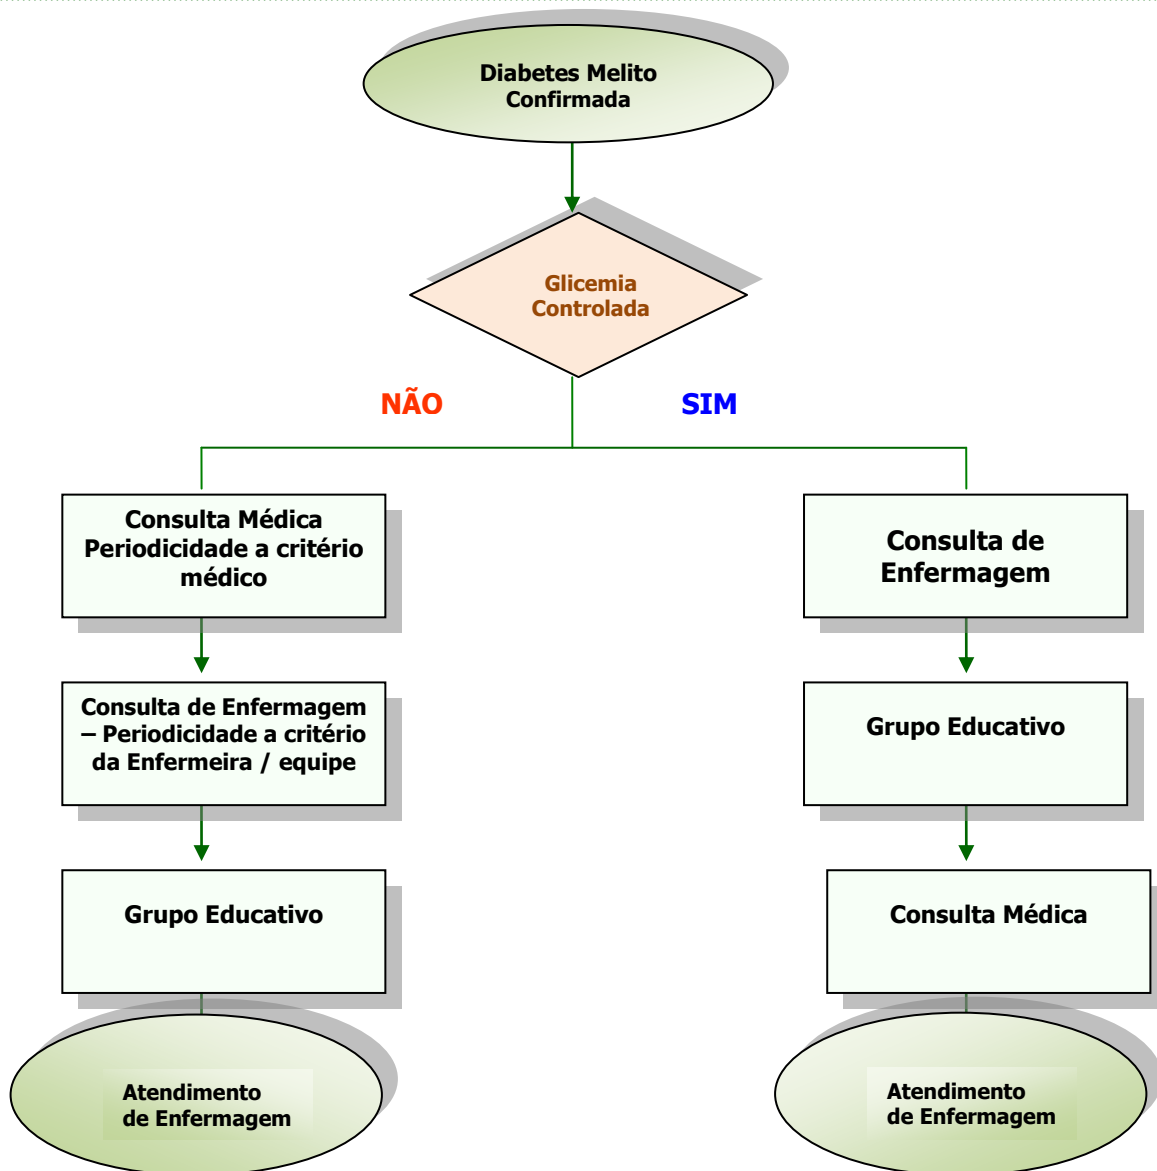 Diabetes Melito
Confirmada
Glicemia
Controlada
NÃO
SIM
Consulta Médica
Periodicidade a critério
médico
Consulta de
Enfermagem
Consulta de Enfermagem
– Periodicidade a critério
da Enfermeira / equipe
Grupo Educativo
Grupo Educativo
Consulta Médica
Atendimento
de Enfermagem
Atendimento
de Enfermagem